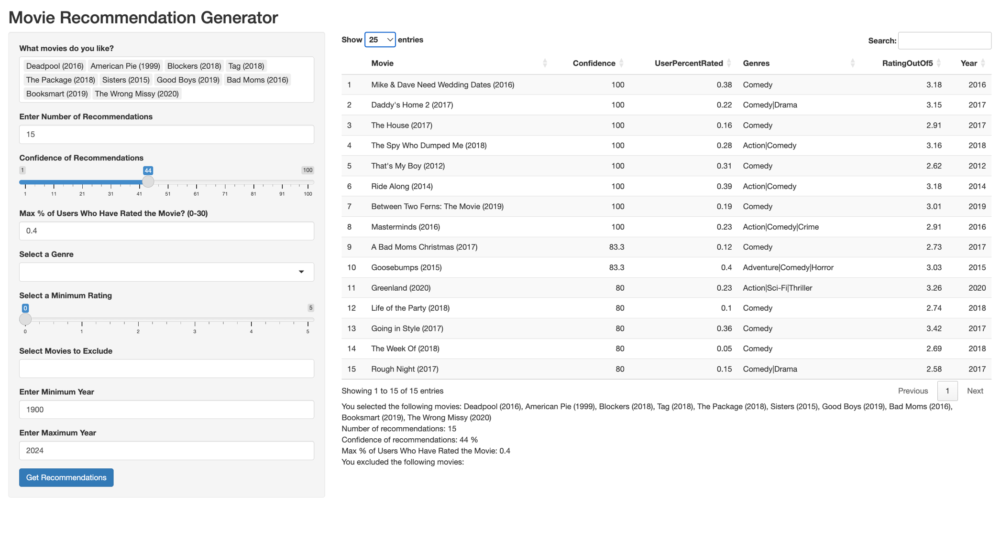 Movie Recommendation Generator
What movies do you like?
Deadpool (2016) American Pie (1999) Blockers (2018) Tag (2018)
The Package (2018) Sisters (2015) Good Boys (2019) Bad Moms (2016)
Booksmart (2019) The Wrong Missy (2020)
Enter Number of Recommendations
15
Confidence of Recommendations
1 44 100
1 11 21 31 41 51 61 71 81 91 100
Max % of Users Who Have Rated the Movie? (0-30)
0.4
Select a Genre
Select a Minimum Rating
0 5
0 1 2 3 4 5
Select Movies to Exclude
Enter Minimum Year
1900
Enter Maximum Year
2024
Get Recommendations
Show 25 entries
Search:
Movie Confidence UserPercentRated Genres RatingOutOf5 Year
1 Mike & Dave Need Wedding Dates (2016) 100 0.38 Comedy 3.18 2016
2 Daddy's Home 2 (2017) 100 0.22 Comedy|Drama 3.15 2017
3 The House (2017) 100 0.16 Comedy 2.91 2017
4 The Spy Who Dumped Me (2018) 100 0.28 Action|Comedy 3.16 2018
5 That's My Boy (2012) 100 0.31 Comedy 2.62 2012
6 Ride Along (2014) 100 0.39 Action|Comedy 3.18 2014
7 Between Two Ferns: The Movie (2019) 100 0.19 Comedy 3.01 2019
8 Masterminds (2016) 100 0.23 Action|Comedy|Crime 2.91 2016
9 A Bad Moms Christmas (2017) 83.3 0.12 Comedy 2.73 2017
10 Goosebumps (2015) 83.3 0.4 Adventure|Comedy|Horror 3.03 2015
11 Greenland (2020) 80 0.23 Action|Sci-Fi|Thriller 3.26 2020
12 Life of the Party (2018) 80 0.1 Comedy 2.74 2018
13 Going in Style (2017) 80 0.36 Comedy 3.42 2017
14 The Week Of (2018) 80 0.05 Comedy 2.69 2018
15 Rough Night (2017) 80 0.15 Comedy|Drama 2.58 2017
Showing 1 to 15 of 15 entries
Previous 1 Next
You selected the following movies: Deadpool (2016), American Pie (1999), Blockers (2018), Tag (2018), The Package (2018), Sisters (2015), Good Boys (2019), Bad Moms (2016),
Booksmart (2019), The Wrong Missy (2020)
Number of recommendations: 15
Confidence of recommendations: 44 %
Max % of Users Who Have Rated the Movie: 0.4
You excluded the following movies: